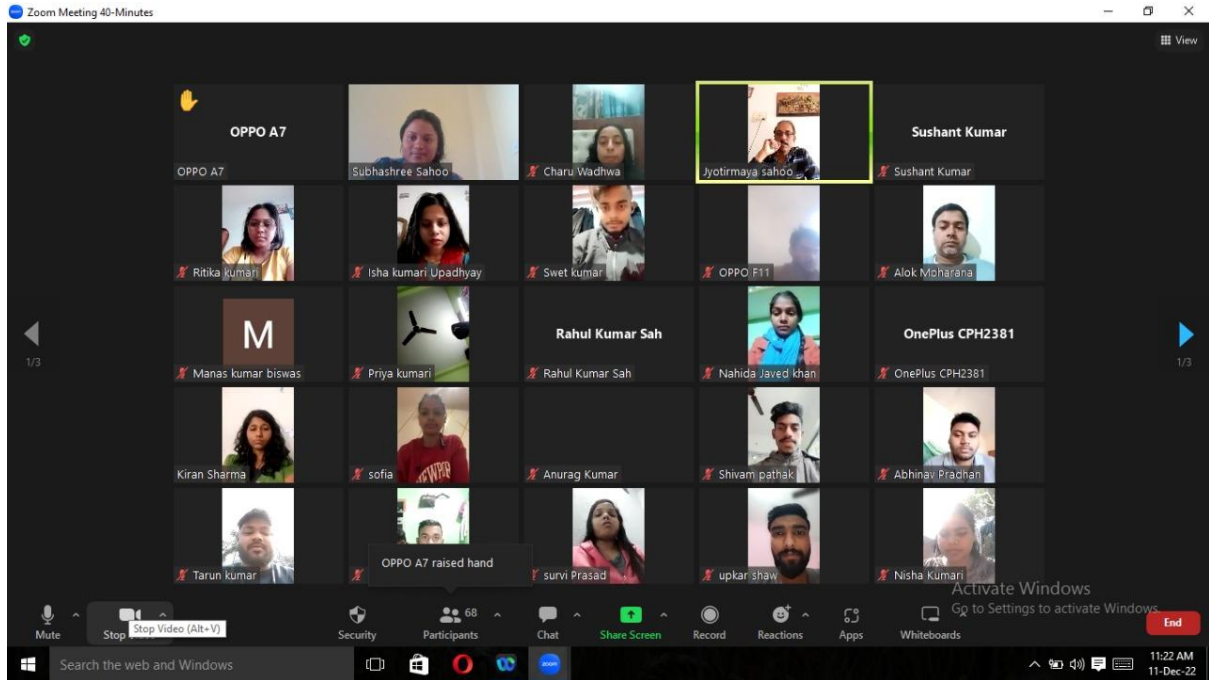 Zoom Meeting 40-Minutes
View
OPPO A7
OPPO A7
Subhashree Sahoo
Charu Wadhwa
Jyotirmaya sahoo
Sushant Kumar
Sushant Kumar
Ritika kumari
Isha kumari Upadhyay
Swet kumar
OPPO F11
Alok Moharana
M
Manas kumar biswas
Priya kumari
Rahul Kumar Sah
Rahul Kumar Sah
Nahida Javed khan
OnePlus CPH2381
OnePlus CPH2381
1/3
1/3
Kiran Sharma
sofia
Anurag Kumar
Shivam pathak
Abhinav Pradhan
Tarun kumar
OPPO A7 raised hand
survi Prasad
upkar shaw
Nisha Kumari
Activate Windows
Go to Settings to activate Windows.
Mute
Stop Video (Alt+V)
Security
68
Participants
Chat
Share Screen
Record
Reactions
Apps
Whiteboards
End
Search the web and Windows
zoom
11:22 AM
11-Dec-22